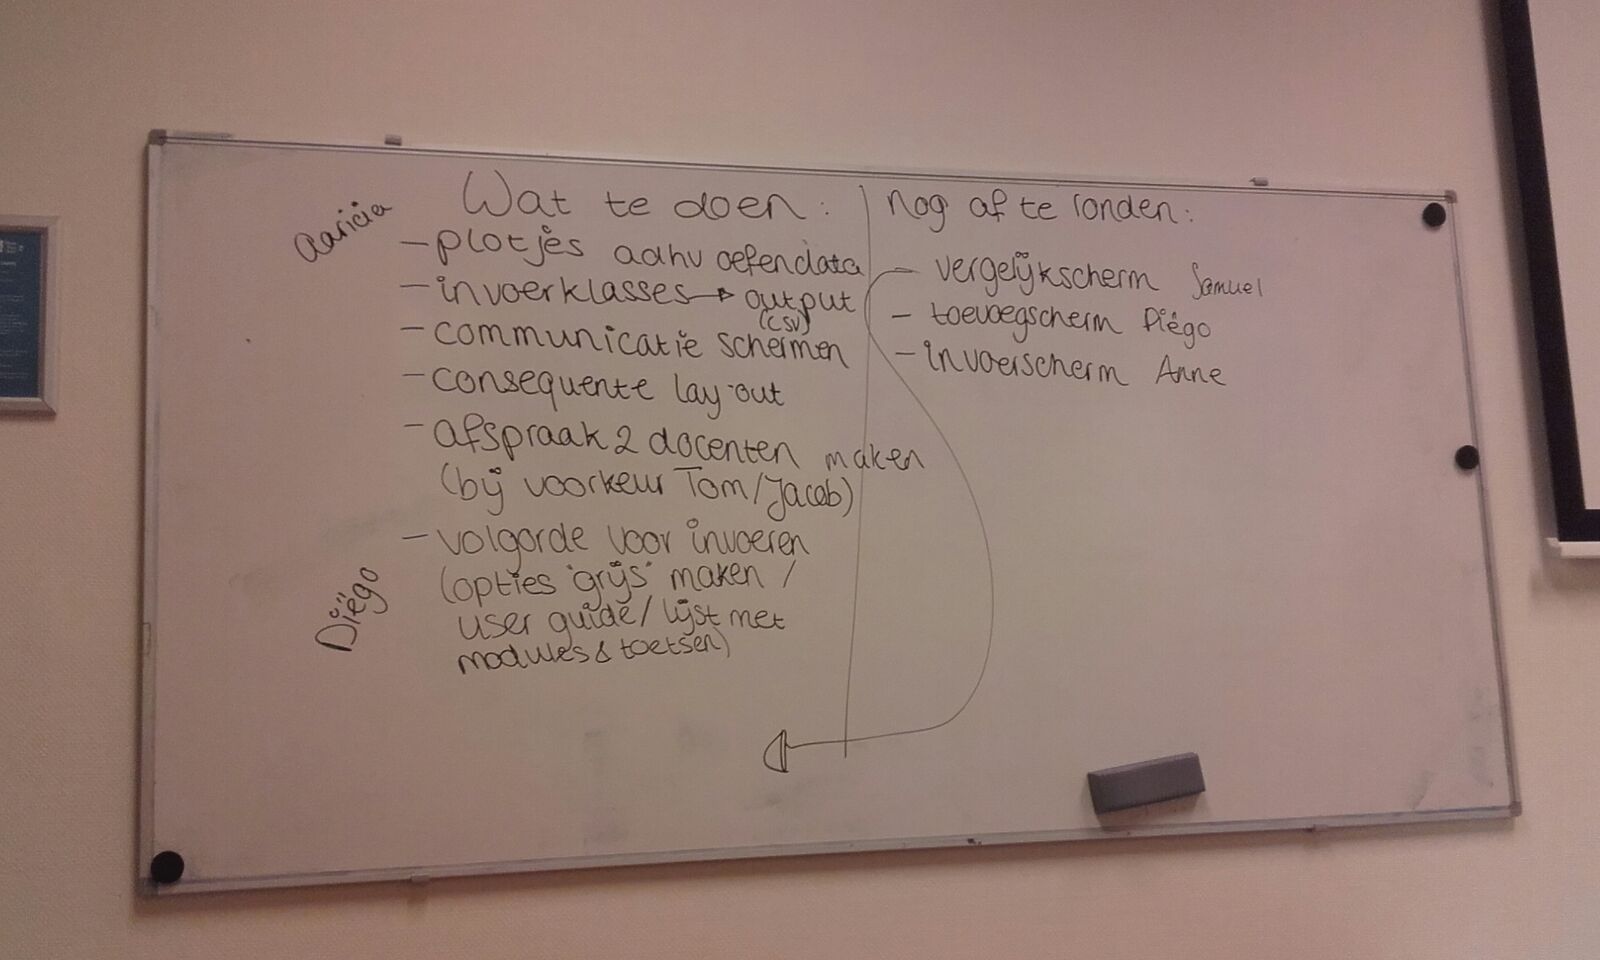 Aaricia
Wat te doen:
- plotjes adhv oefendata
- invoerklasses → output
(CSV)
- communicatie schermen
- consequente lay-out
- afspraak 2 docenten maken
(bij voorkeur Tom/Jacob)
Diëgo
- volgorde voor invoeren
(opties 'grijs' maken /
user guide/ lijst met
modules & toetsen)
nog af te ronden:
- vergelijkscherm Samuel
- toevoegscherm Diëgo
- invoerscherm Anne